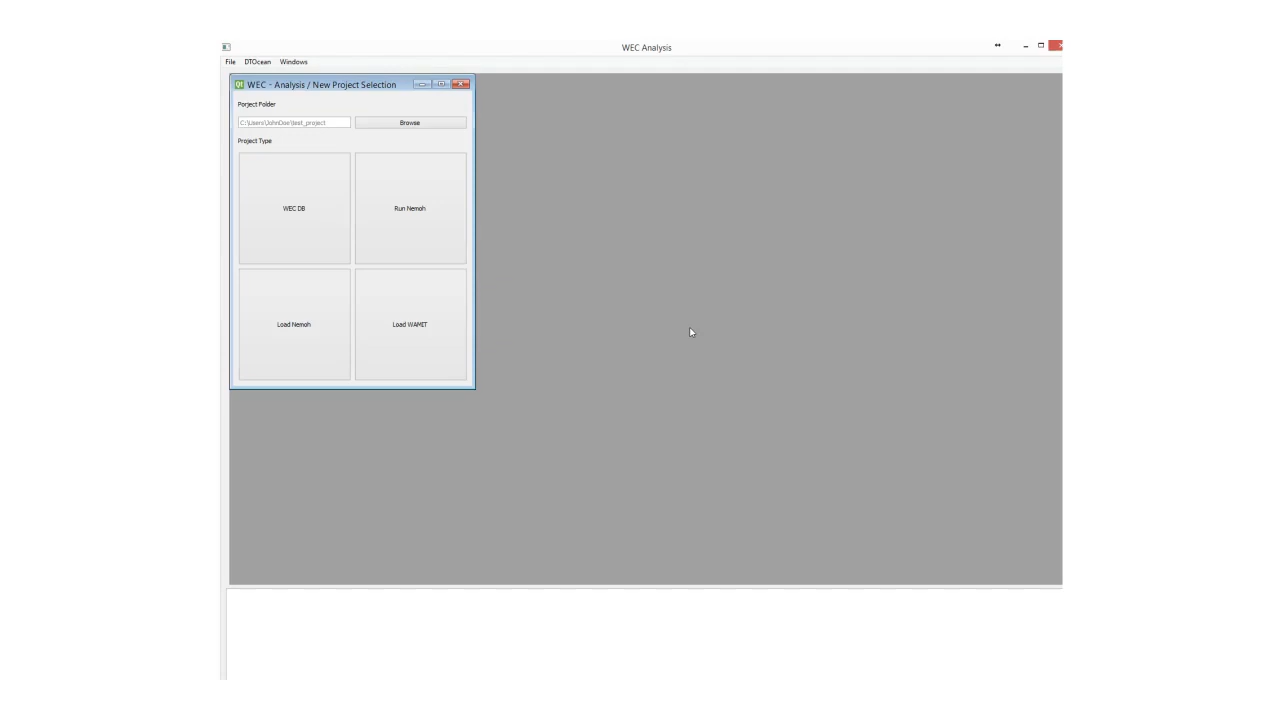 WEC Analysis
File DTOcean Windows
WEC - Analysis / New Project Selection
Porject Folder
C:\Users\JohnDoe\test_project Browse
Project Type
WEC DB Run Nemoh
Load Nemoh Load WAMIT